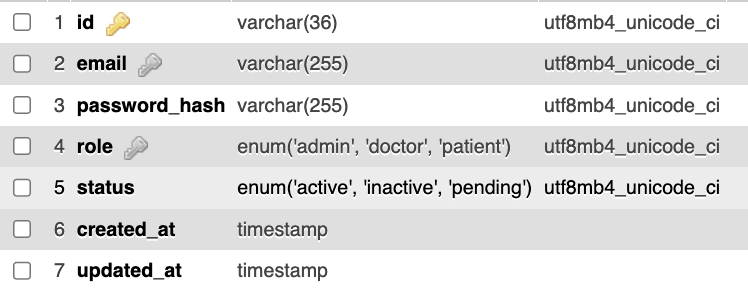 1 id varchar(36) utf8mb4_unicode_ci
2 email varchar(255) utf8mb4_unicode_ci
3 password_hash varchar(255) utf8mb4_unicode_ci
4 role enum('admin', 'doctor', 'patient') utf8mb4_unicode_ci
5 status enum('active', 'inactive', 'pending') utf8mb4_unicode_ci
6 created_at timestamp
7 updated_at timestamp